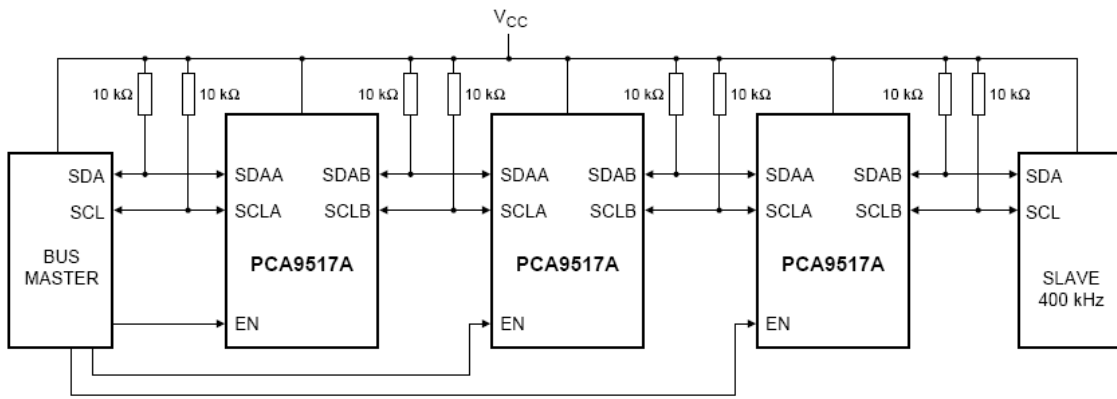 VCC
10 kΩ 10 kΩ 10 kΩ 10 kΩ 10 kΩ 10 kΩ 10 kΩ 10 kΩ
SDA SDAA SDAB SDAA SDAB SDAA SDAB SDA
SCL SCLA SCLB SCLA SCLB SCLA SCLB SCL
BUS
MASTER
PCA9517A PCA9517A PCA9517A
SLAVE
400 kHz
EN EN EN